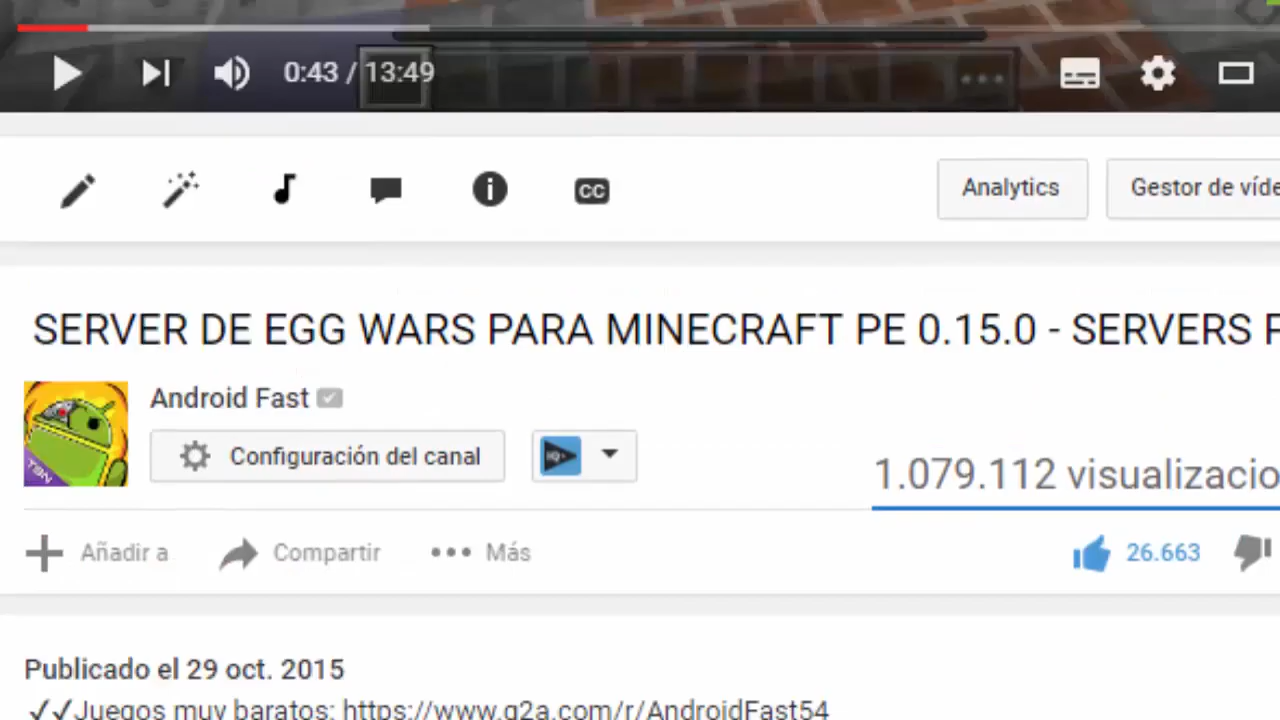 0:43 / 13:49
CC
Analytics
Gestor de víde
SERVER DE EGG WARS PARA MINECRAFT PE 0.15.0 - SERVERS P
Android Fast
TBN
Configuración del canal
1.079.112 visualizacio
Añadir a
Compartir
Más
26.663
Publicado el 29 oct. 2015
✓✓Juegos muy baratos: https://www.g2a.com/r/AndroidFast54